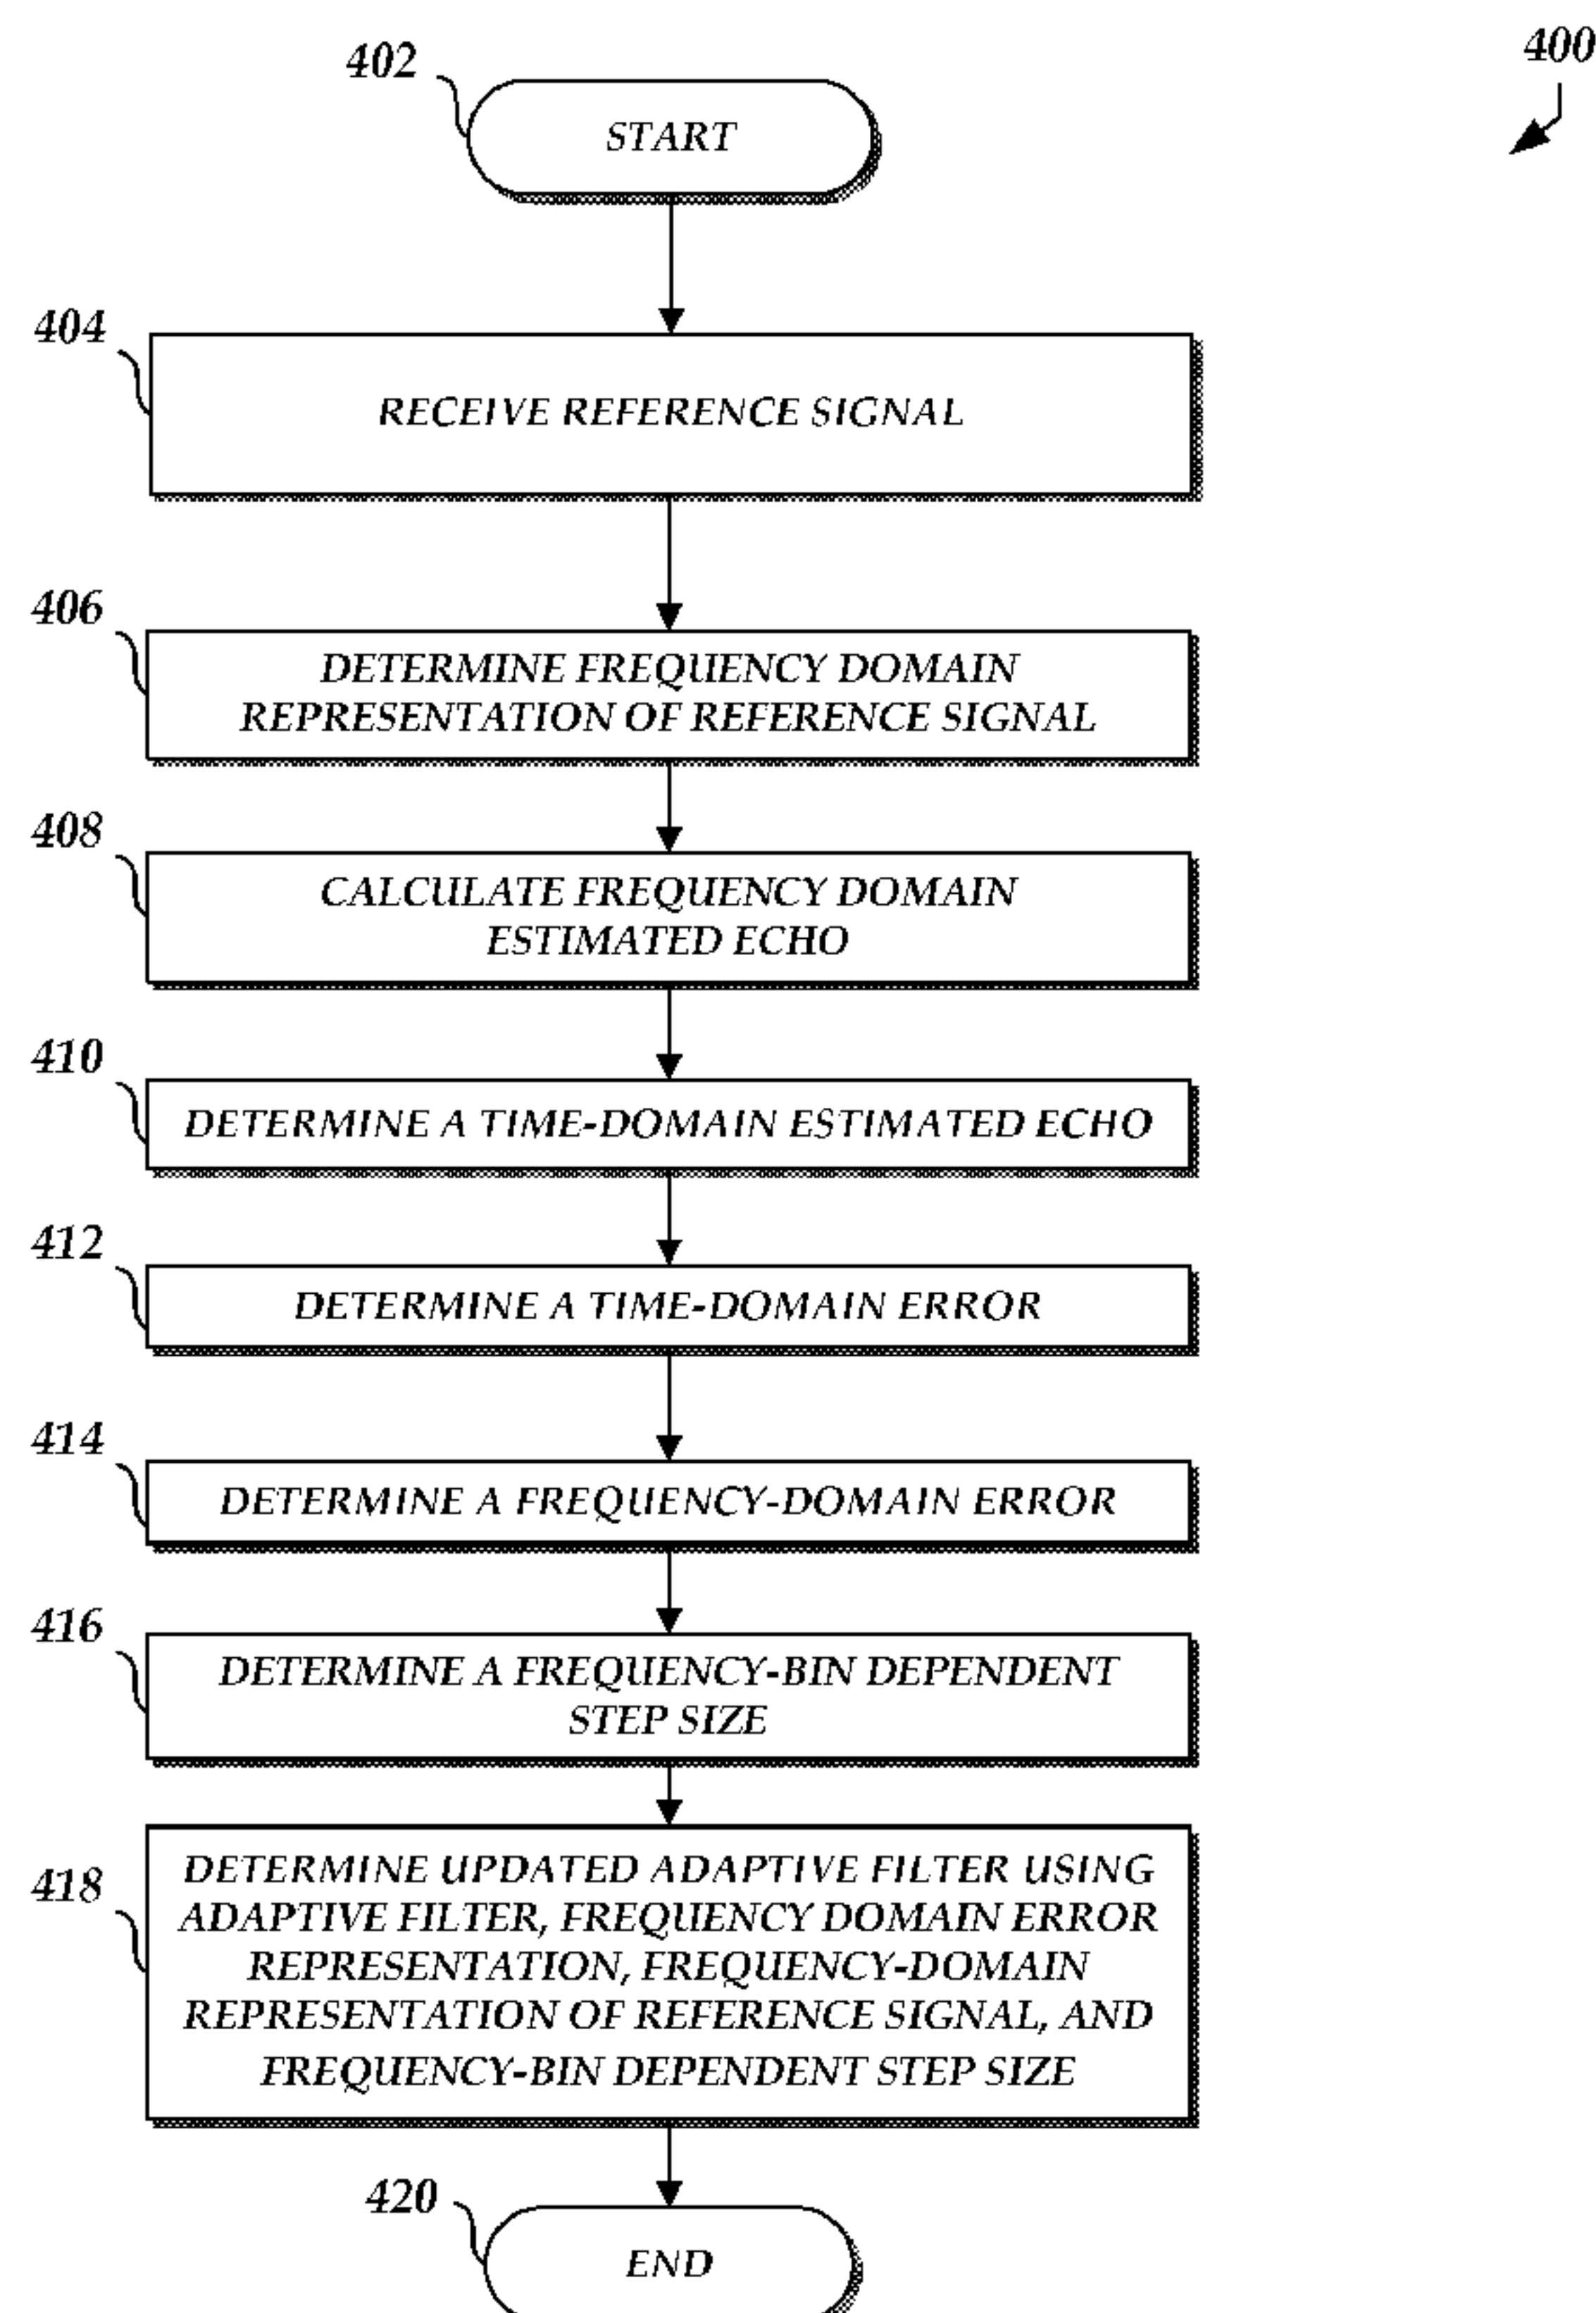 402
400
START
404
RECEIVE REFERENCE SIGNAL
406
DETERMINE FREQUENCY DOMAIN
REPRESENTATION OF REFERENCE SIGNAL
408
CALCULATE FREQUENCY DOMAIN
ESTIMATED ECHO
410
DETERMINE A TIME-DOMAIN ESTIMATED ECHO
412
DETERMINE A TIME-DOMAIN ERROR
414
DETERMINE A FREQUENCY-DOMAIN ERROR
416
DETERMINE A FREQUENCY-BIN DEPENDENT
STEP SIZE
418
DETERMINE UPDATED ADAPTIVE FILTER USING
ADAPTIVE FILTER, FREQUENCY DOMAIN ERROR
REPRESENTATION, FREQUENCY-DOMAIN
REPRESENTATION OF REFERENCE SIGNAL, AND
FREQUENCY-BIN DEPENDENT STEP SIZE
420
END